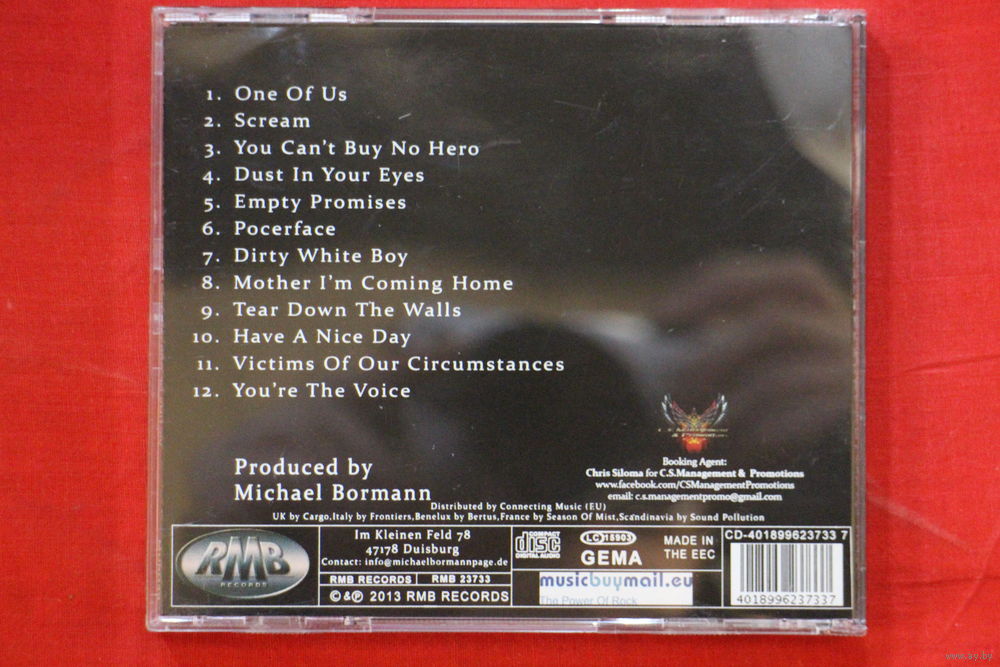 1. One Of Us
2. Scream
3. You Can't Buy No Hero
4. Dust In Your Eyes
5. Empty Promises
6. Pocerface
7. Dirty White Boy
8. Mother I'm Coming Home
9. Tear Down The Walls
10. Have A Nice Day
11. Victims Of Our Circumstances
12. You're The Voice
Produced by
Michael Bormann
C.S.Management
& Promotions
Booking Agent:
Chris Siloma for C.S.Management & Promotions
www.facebook.com/CSManagementPromotions
email: c.s.managementpromo@gmail.com
Distributed by Connecting Music (EU)
UK by Cargo,Italy by Frontiers,Benelux by Bertus,France by Season Of Mist,Scandinavia by Sound Pollution
RMB
RECORDS
Im Kleinen Feld 78
47178 Duisburg
Contact: info@michaelbormannpage.de
RMB RECORDS RMB 23733
© & ℗ 2013 RMB RECORDS
COMPACT
disc
DIGITAL AUDIO
LC 15903
GEMA
MADE IN
THE EEC
musicbuymail.eu
The Power Of Rock
CD-401899623733 7
4018996237337
www.ay.by